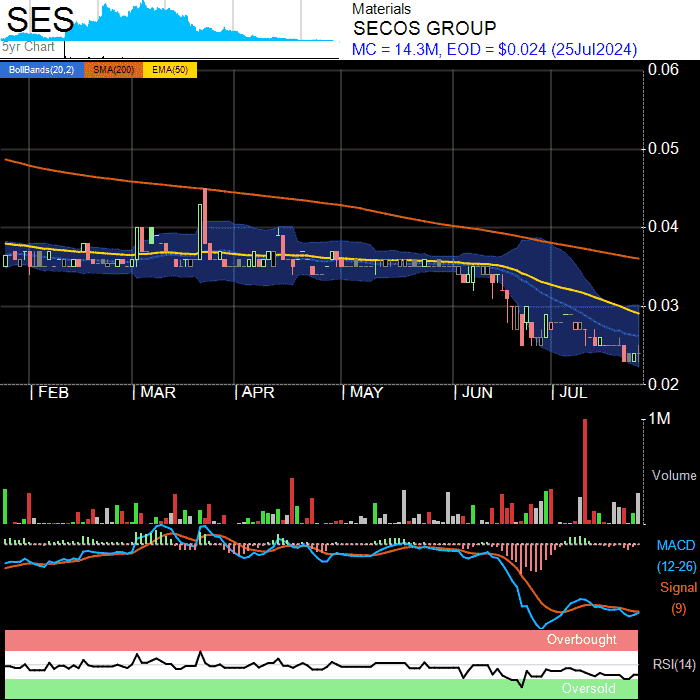 SES
5yr Chart
Materials
SECOS GROUP
MC = 14.3M, EOD = $0.024 (25Jul2024)
BollBands(20,2) SMA(200) EMA(50)
0.06
0.05
0.04
0.03
0.02
FEB MAR APR MAY JUN JUL
1M
Volume
MACD
(12-26)
Signal
(9)
Overbought
RSI(14)
Oversold